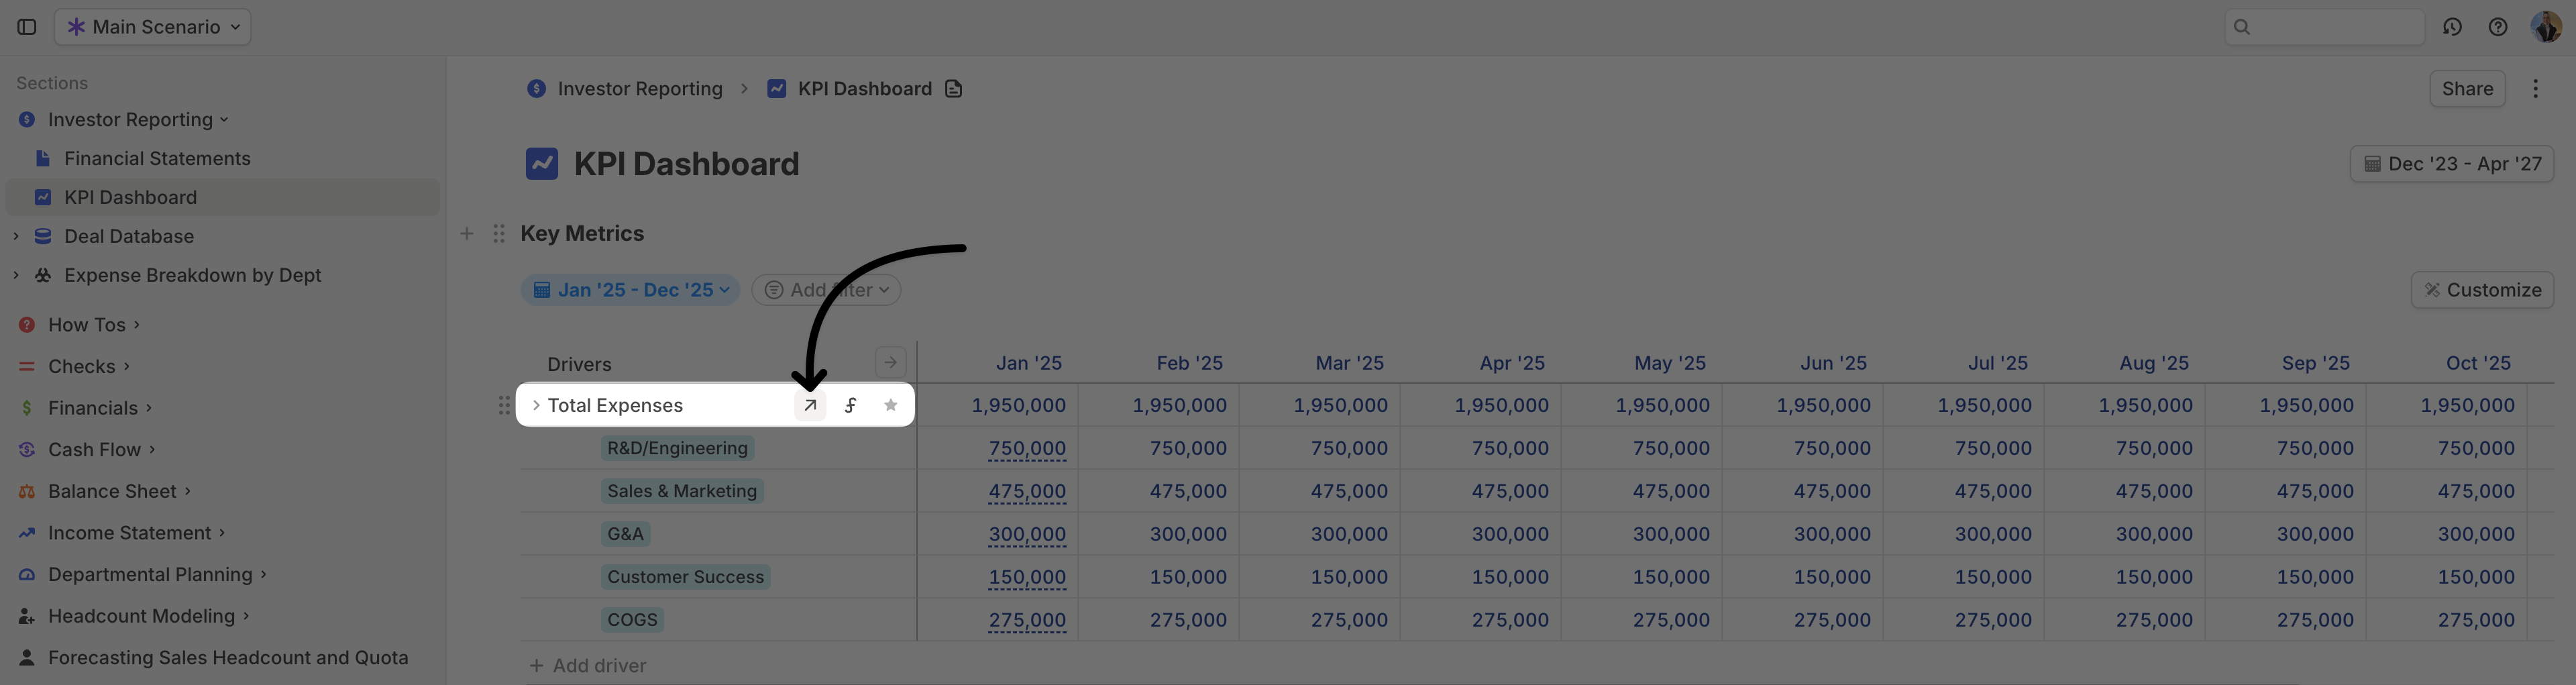 Main Scenario
Sections
Investor Reporting
Financial Statements
KPI Dashboard
Deal Database
Expense Breakdown by Dept
How Tos
Checks
Financials
Cash Flow
Balance Sheet
Income Statement
Departmental Planning
Headcount Modeling
Forecasting Sales Headcount and Quota
Investor Reporting > KPI Dashboard
Share
KPI Dashboard
Dec '23 - Apr '27
Key Metrics
Jan '25 - Dec '25 Add filter
Customize
Drivers Jan '25 Feb '25 Mar '25 Apr '25 May '25 Jun '25 Jul '25 Aug '25 Sep '25 Oct '25
Total Expenses 1,950,000 1,950,000 1,950,000 1,950,000 1,950,000 1,950,000 1,950,000 1,950,000 1,950,000 1,950,000
R&D/Engineering 750,000 750,000 750,000 750,000 750,000 750,000 750,000 750,000 750,000 750,000
Sales & Marketing 475,000 475,000 475,000 475,000 475,000 475,000 475,000 475,000 475,000 475,000
G&A 300,000 300,000 300,000 300,000 300,000 300,000 300,000 300,000 300,000 300,000
Customer Success 150,000 150,000 150,000 150,000 150,000 150,000 150,000 150,000 150,000 150,000
COGS 275,000 275,000 275,000 275,000 275,000 275,000 275,000 275,000 275,000 275,000
+ Add driver